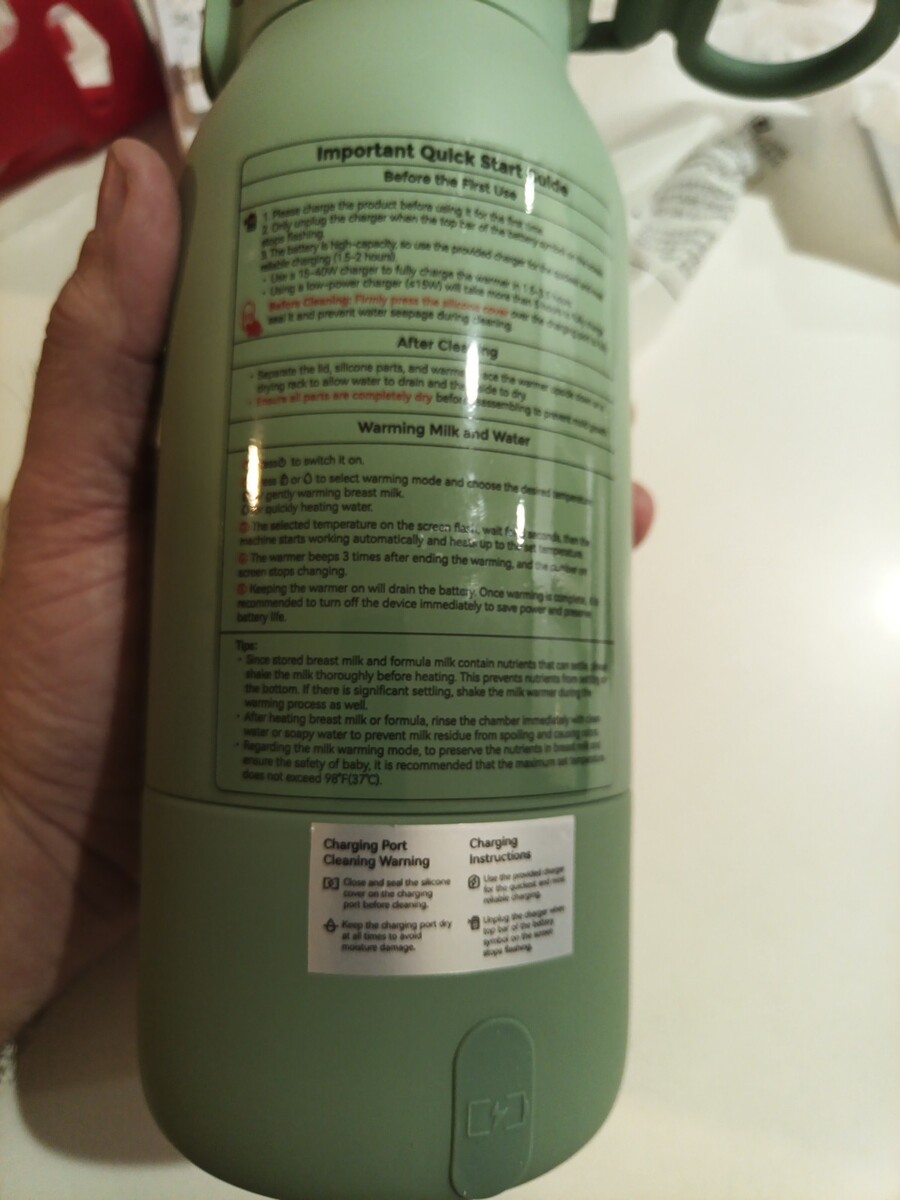 Important Quick Start Guide
Before the First Use
1. Please charge the product before using it for the first time.
2. Only unplug the charger when the top bar of the battery symbol on the
stops flashing.
3. The battery is high-capacity, so use the provided charger for the quickest and most
reliable charging (1.5-2 hours).
• Use a 15-40W charger to fully charge the warmer in
• Using a low-power charger (≤15W) will take more than
Before Cleaning: Firmly press the silicone cover over the charging port to
seal it and prevent water seepage during cleaning.
After Cleaning
• Separate the lid, silicone parts, and warmer. Place the warmer upside down on a
drying rack to allow water to drain and the inside to dry.
• Ensure all parts are completely dry before reassembling to prevent mold growth.
Warming Milk and Water
to switch it on.
or to select warming mode and choose the desired temperature
gently warming breast milk.
quickly heating water.
The selected temperature on the screen flash, wait for seconds, then the
machine starts working automatically and heats up to the set temperature.
The warmer beeps 3 times after ending the warming, and the number on
screen stops changing.
Keeping the warmer on will drain the battery. Once warming is complete, it is
recommended to turn off the device immediately to save power and preserve
battery life.
Tips:
• Since stored breast milk and formula milk contain nutrients that can settle, please
shake the milk thoroughly before heating. This prevents nutrients from settling at
the bottom. If there is significant settling, shake the milk warmer during the
warming process as well.
• After heating breast milk or formula, rinse the chamber immediately with clean
water or soapy water to prevent milk residue from spoiling and causing odors.
• Regarding the milk warming mode, to preserve the nutrients in breast milk and
ensure the safety of baby, it is recommended that the maximum set temperature
does not exceed 98°F(37°C).
Charging Port
Cleaning Warning
Close and seal the silicone
cover on the charging
port before cleaning.
Keep the charging port dry
at all times to avoid
moisture damage.
Charging
Instructions
Use the provided charger
for the quickest and most
reliable charging.
Unplug the charger when
top bar of the battery
symbol on the screen
stops flashing.